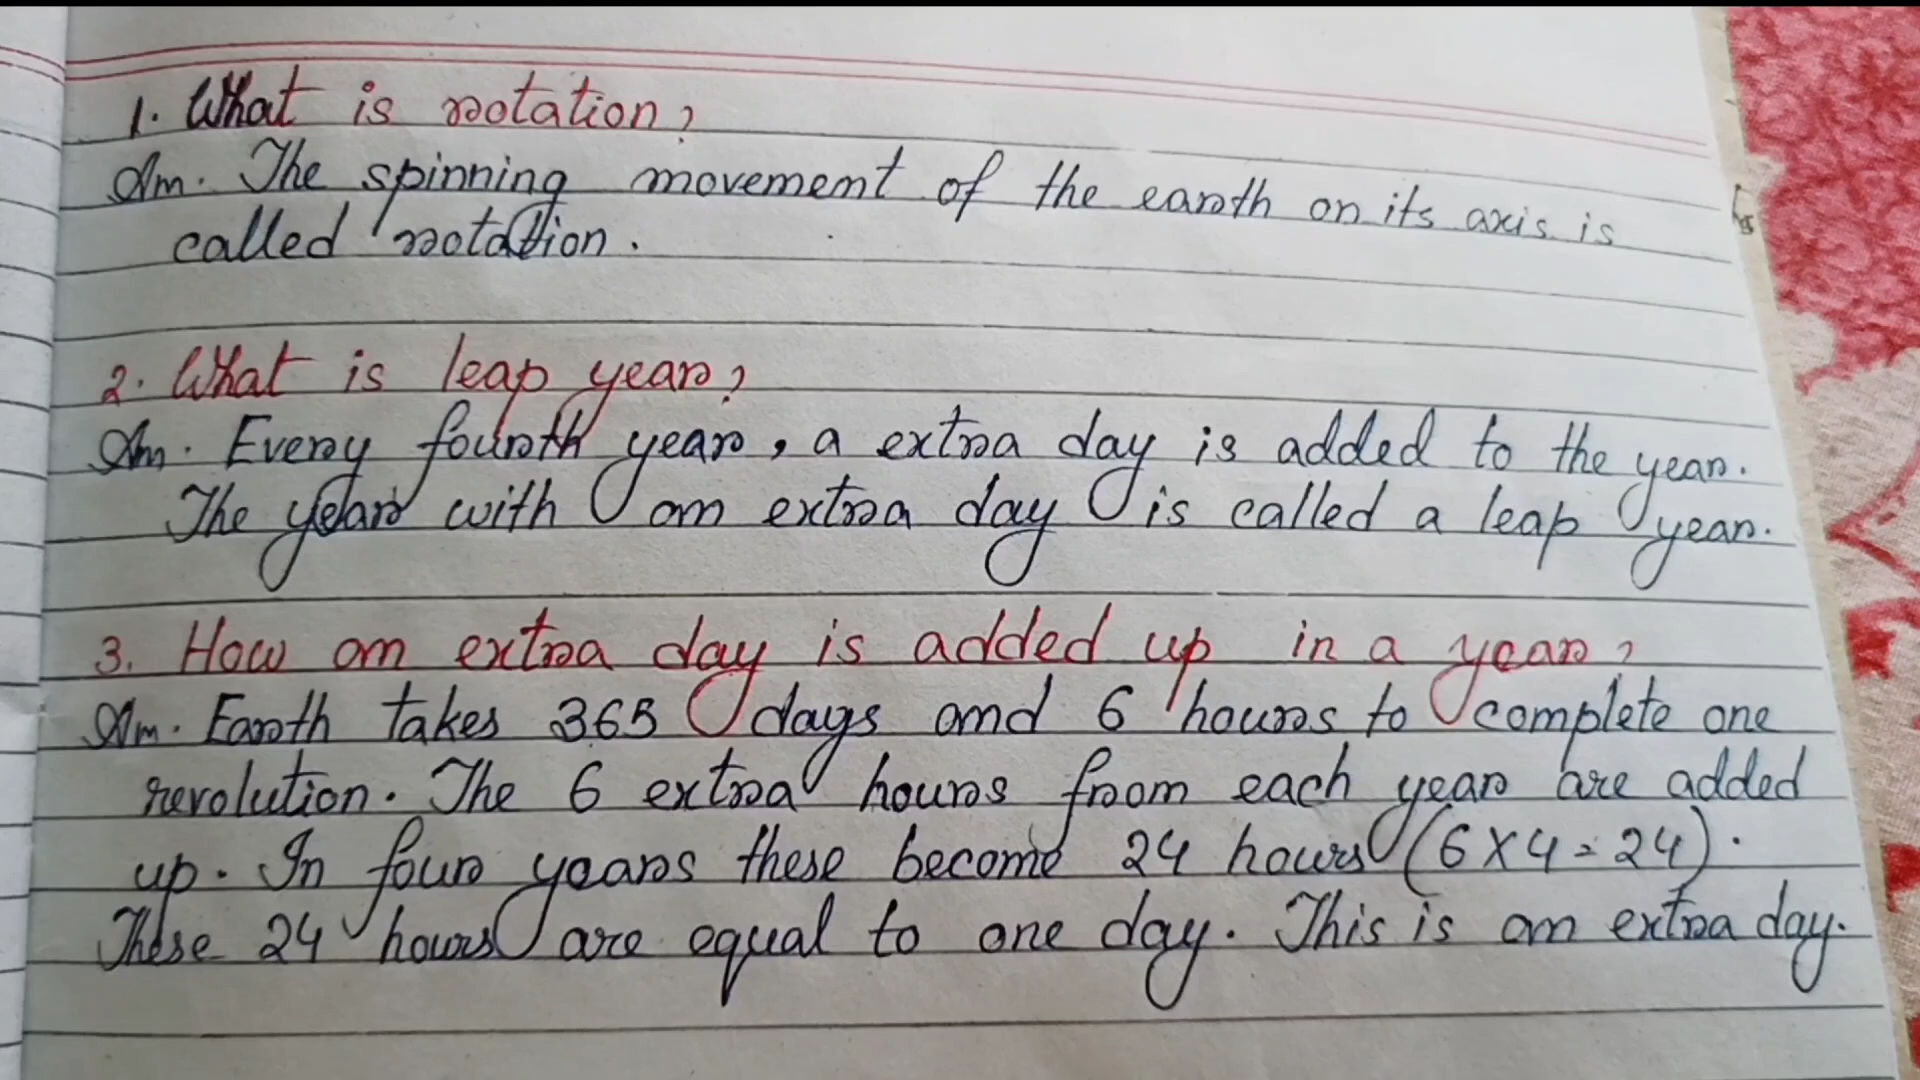 1. What is rotation?
Ans. The spinning movement of the earth on its axis is
called rotation.
2. What is leap year?
Ans. Every fourth year, a extra day is added to the year.
The year with an extra day is called a leap year.
3. How an extra day is added up in a year?
Ans. Earth takes 365 days and 6 hours to complete one
revolution. The 6 extra hours from each year are added
up. In four years these become 24 hours (6X4=24).
These 24 hours are equal to one day. This is an extra day.